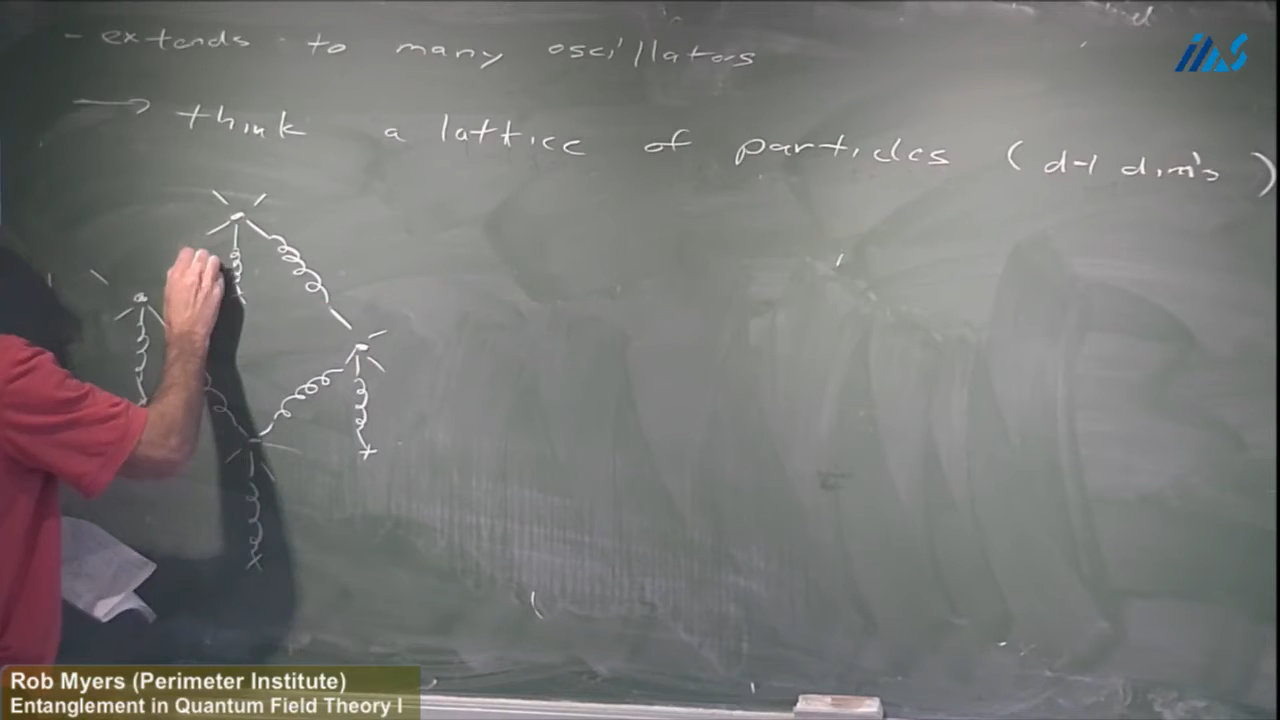 - extends to many oscillators
→ think a lattice of particles (d-1 dim's)
IAS
Rob Myers (Perimeter Institute)
Entanglement in Quantum Field Theory I